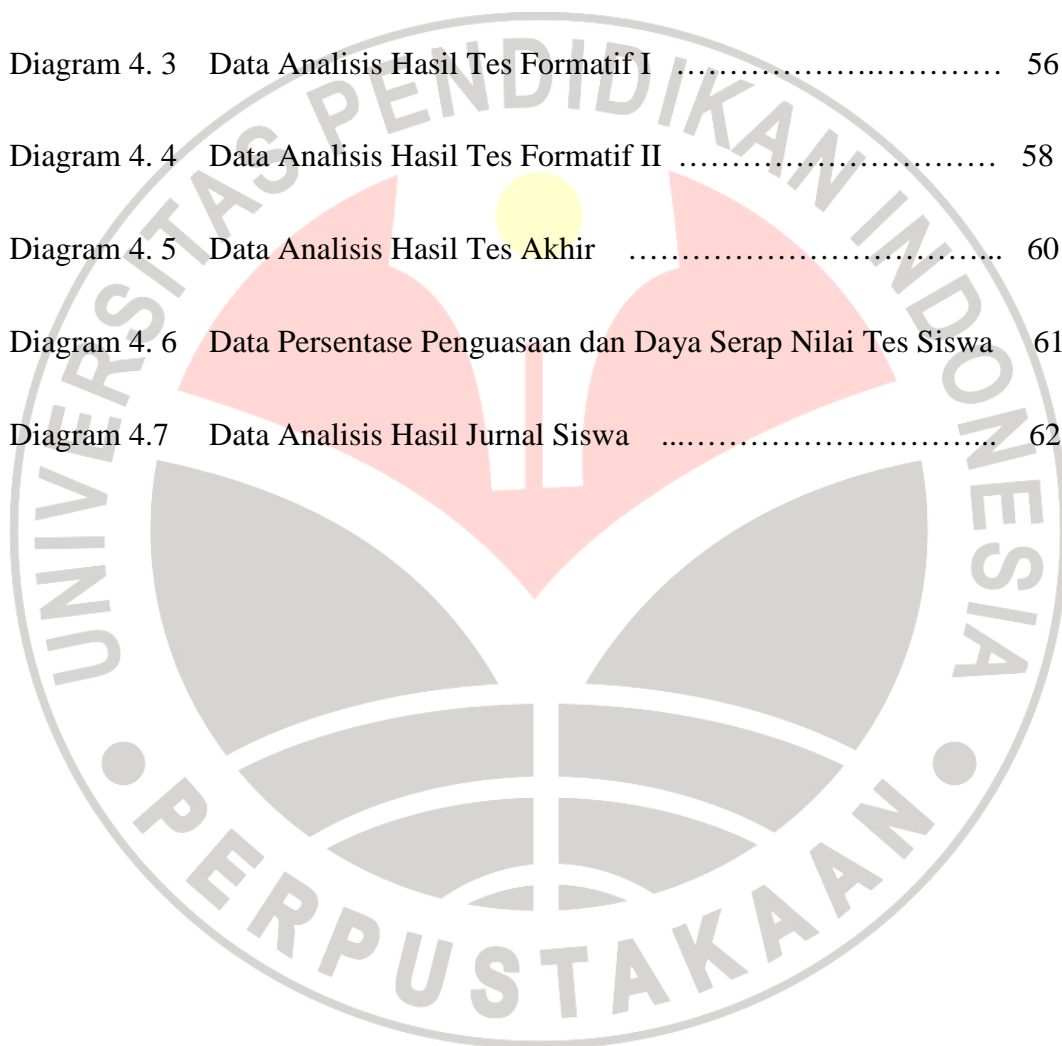 Diagram 4. 3 Data Analisis Hasil Tes Formatif I ………………….………… 56
Diagram 4. 4 Data Analisis Hasil Tes Formatif II ………………………… 58
Diagram 4. 5 Data Analisis Hasil Tes Akhir ……………………………... 60
Diagram 4. 6 Data Persentase Penguasaan dan Daya Serap Nilai Tes Siswa 61
Diagram 4.7 Data Analisis Hasil Jurnal Siswa ...………………………... 62
UNIVERSITAS PENDIDIKAN INDONESIA
PERPUSTAKAAN